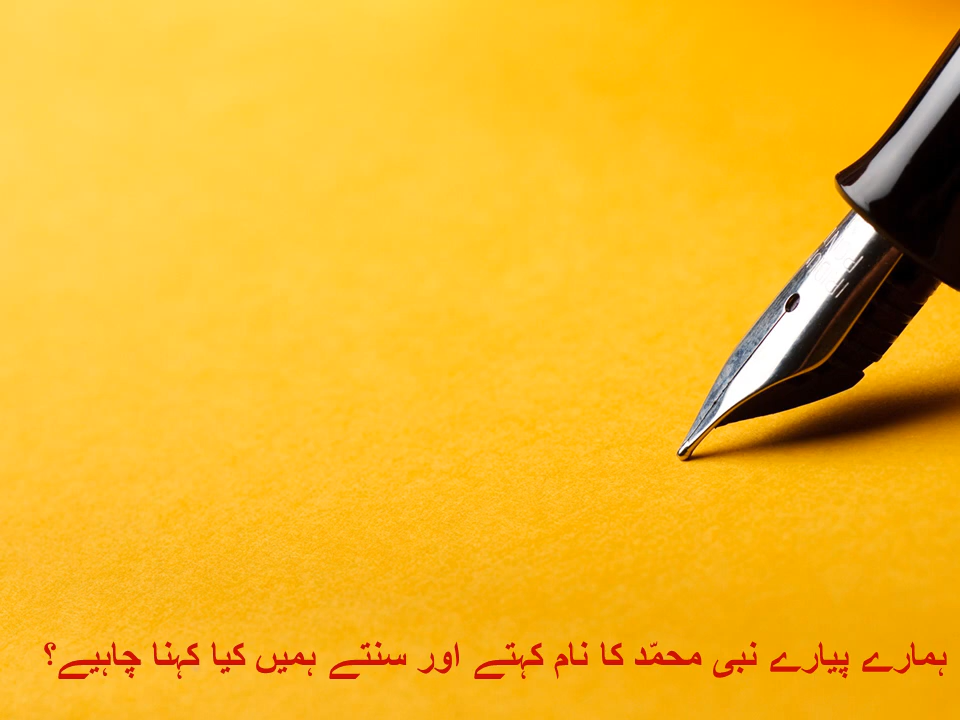 ہمارے پیارے نبی محمّد کا نام کہتے اور سنتے ہمیں کیا کہنا چاہیے؟